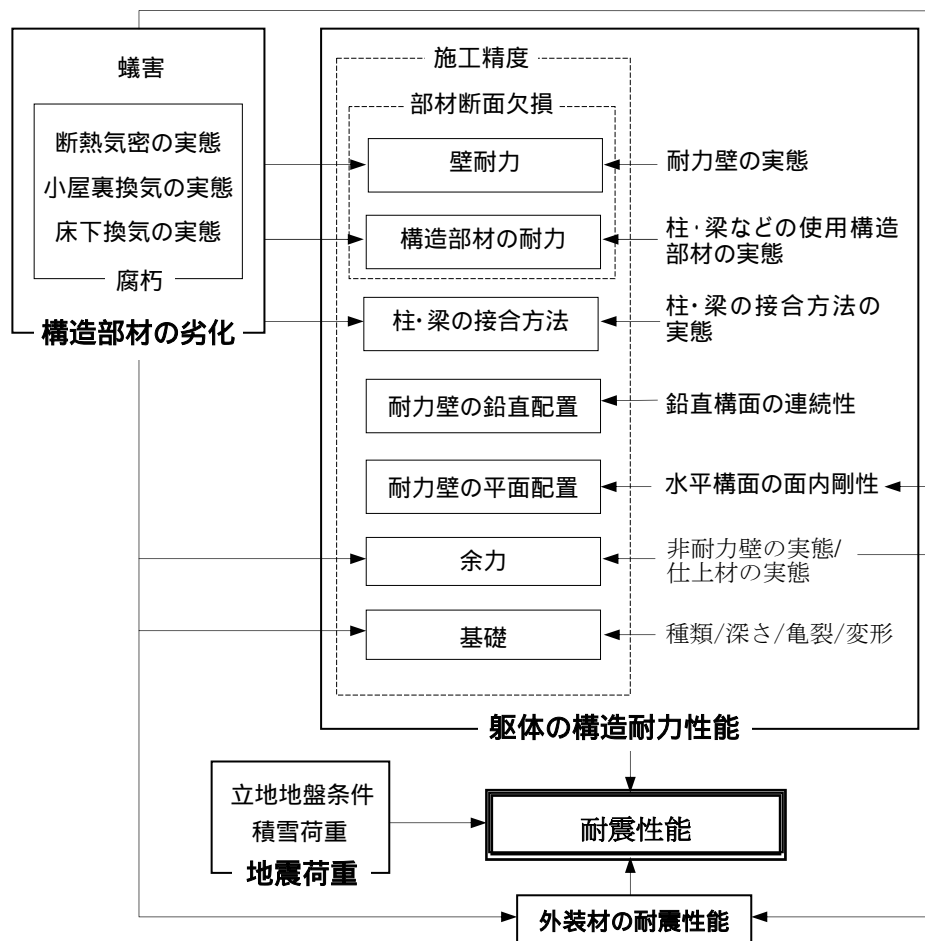 蟻害
断熱気密の実態
小屋裏換気の実態
床下換気の実態
腐朽
構造部材の劣化
施工精度
部材断面欠損
壁耐力
耐力壁の実態
構造部材の耐力
柱・梁などの使用構造
部材の実態
柱・梁の接合方法
柱・梁の接合方法の
実態
耐力壁の鉛直配置
鉛直構面の連続性
耐力壁の平面配置
水平構面の面内剛性
余力
非耐力壁の実態/
仕上材の実態
基礎
種類/深さ/亀裂/変形
躯体の構造耐力性能
立地地盤条件
積雪荷重
地震荷重
耐震性能
外装材の耐震性能